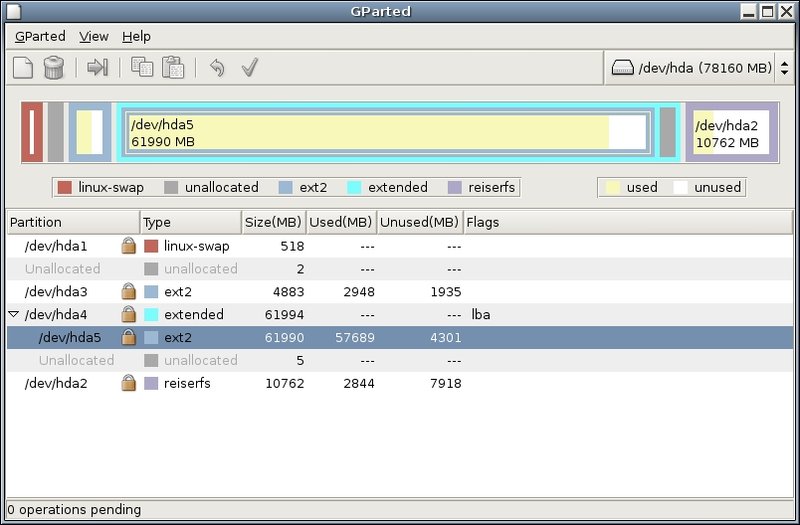 GParted
GParted View Help
/dev/hda (78160 MB)
/dev/hda5
61990 MB
/dev/hda2
10762 MB
linux-swap unallocated ext2 extended reiserfs used unused
Partition Type Size(MB) Used(MB) Unused(MB) Flags
/dev/hda1 linux-swap 518 --- ---
Unallocated unallocated 2 --- ---
/dev/hda3 ext2 4883 2948 1935
/dev/hda4 extended 61994 --- --- lba
/dev/hda5 ext2 61990 57689 4301
Unallocated unallocated 5 --- ---
/dev/hda2 reiserfs 10762 2844 7918
0 operations pending